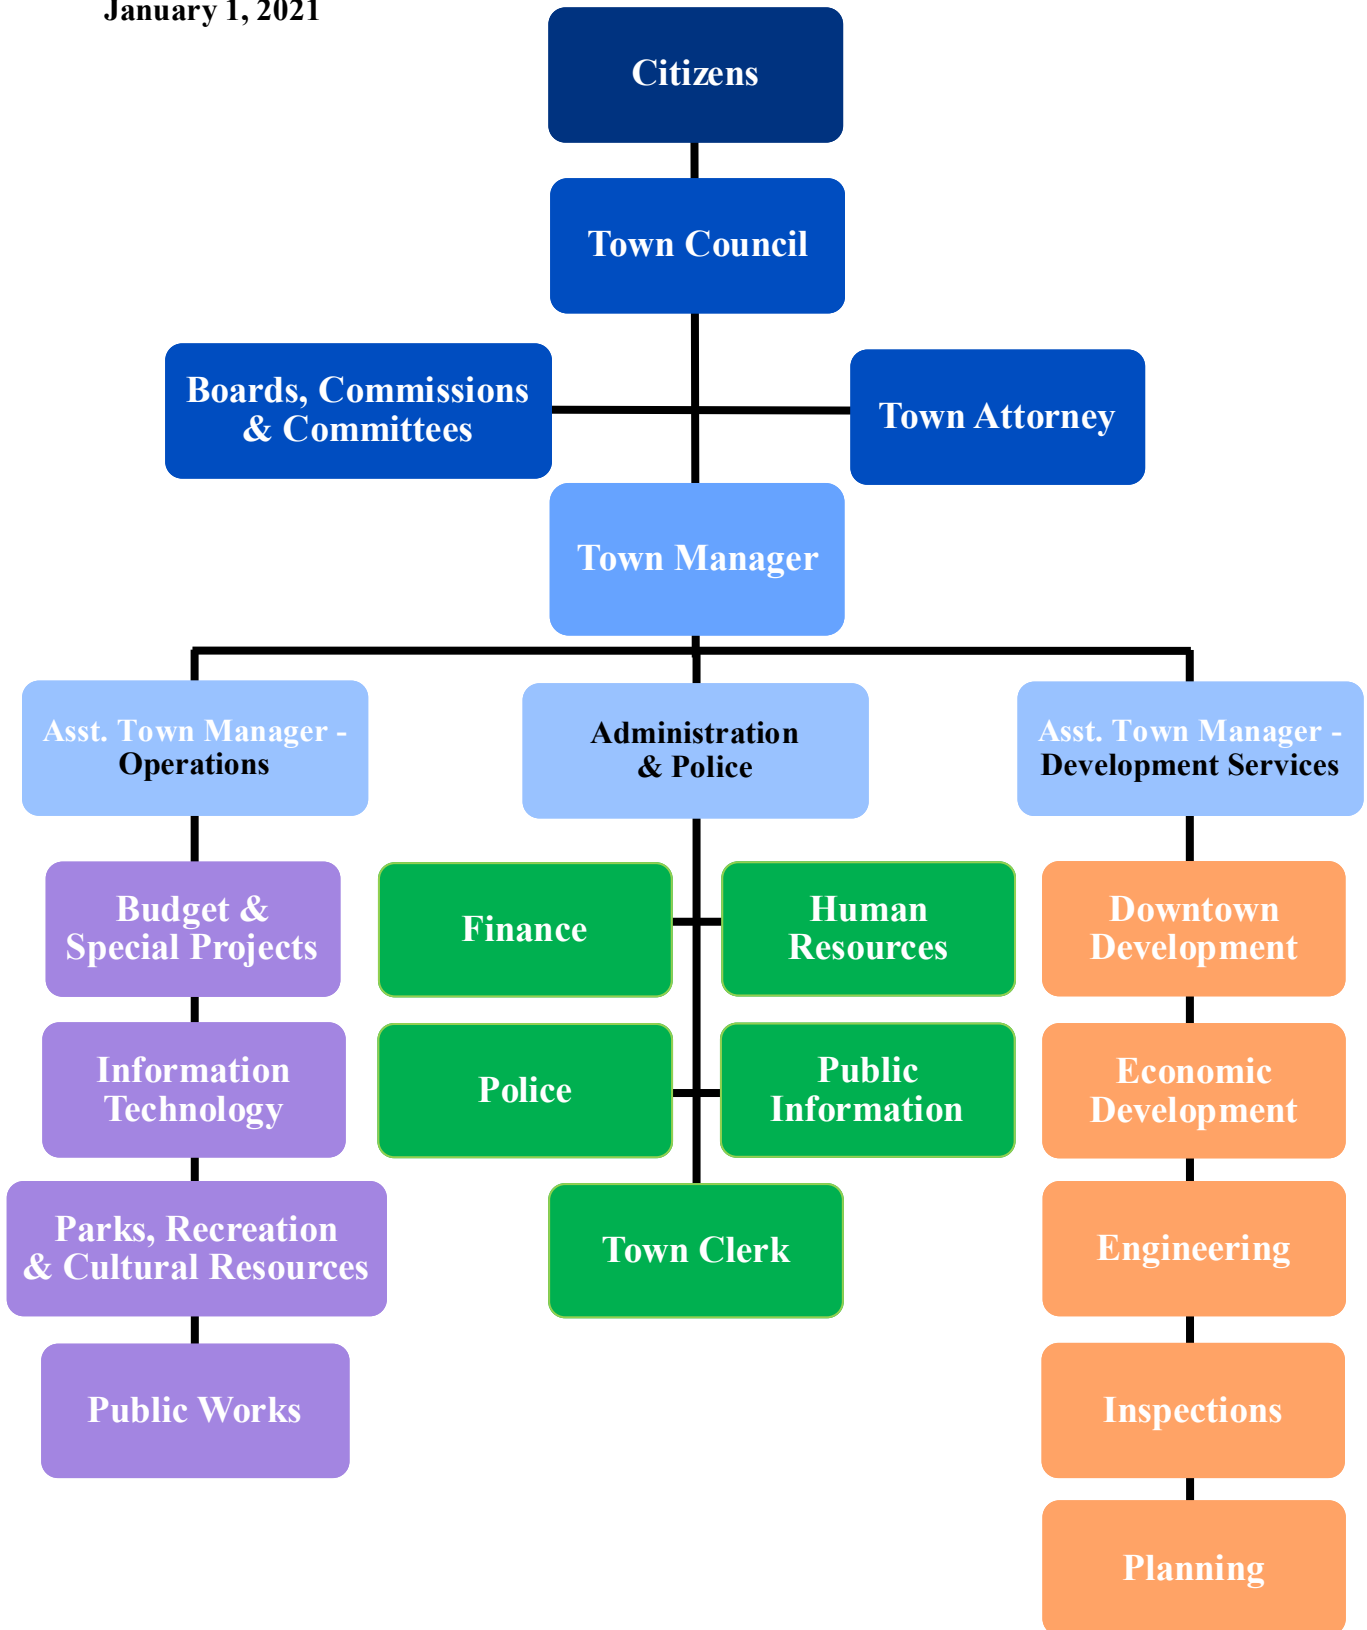 January 1, 2021
Citizens
Town Council
Boards, Commissions
& Committees
Town Attorney
Town Manager
Asst. Town Manager -
Operations
Administration
& Police
Asst. Town Manager -
Development Services
Budget &
Special Projects
Finance
Human
Resources
Downtown
Development
Information
Technology
Police
Public
Information
Economic
Development
Parks, Recreation
& Cultural Resources
Town Clerk
Engineering
Public Works
Inspections
Planning